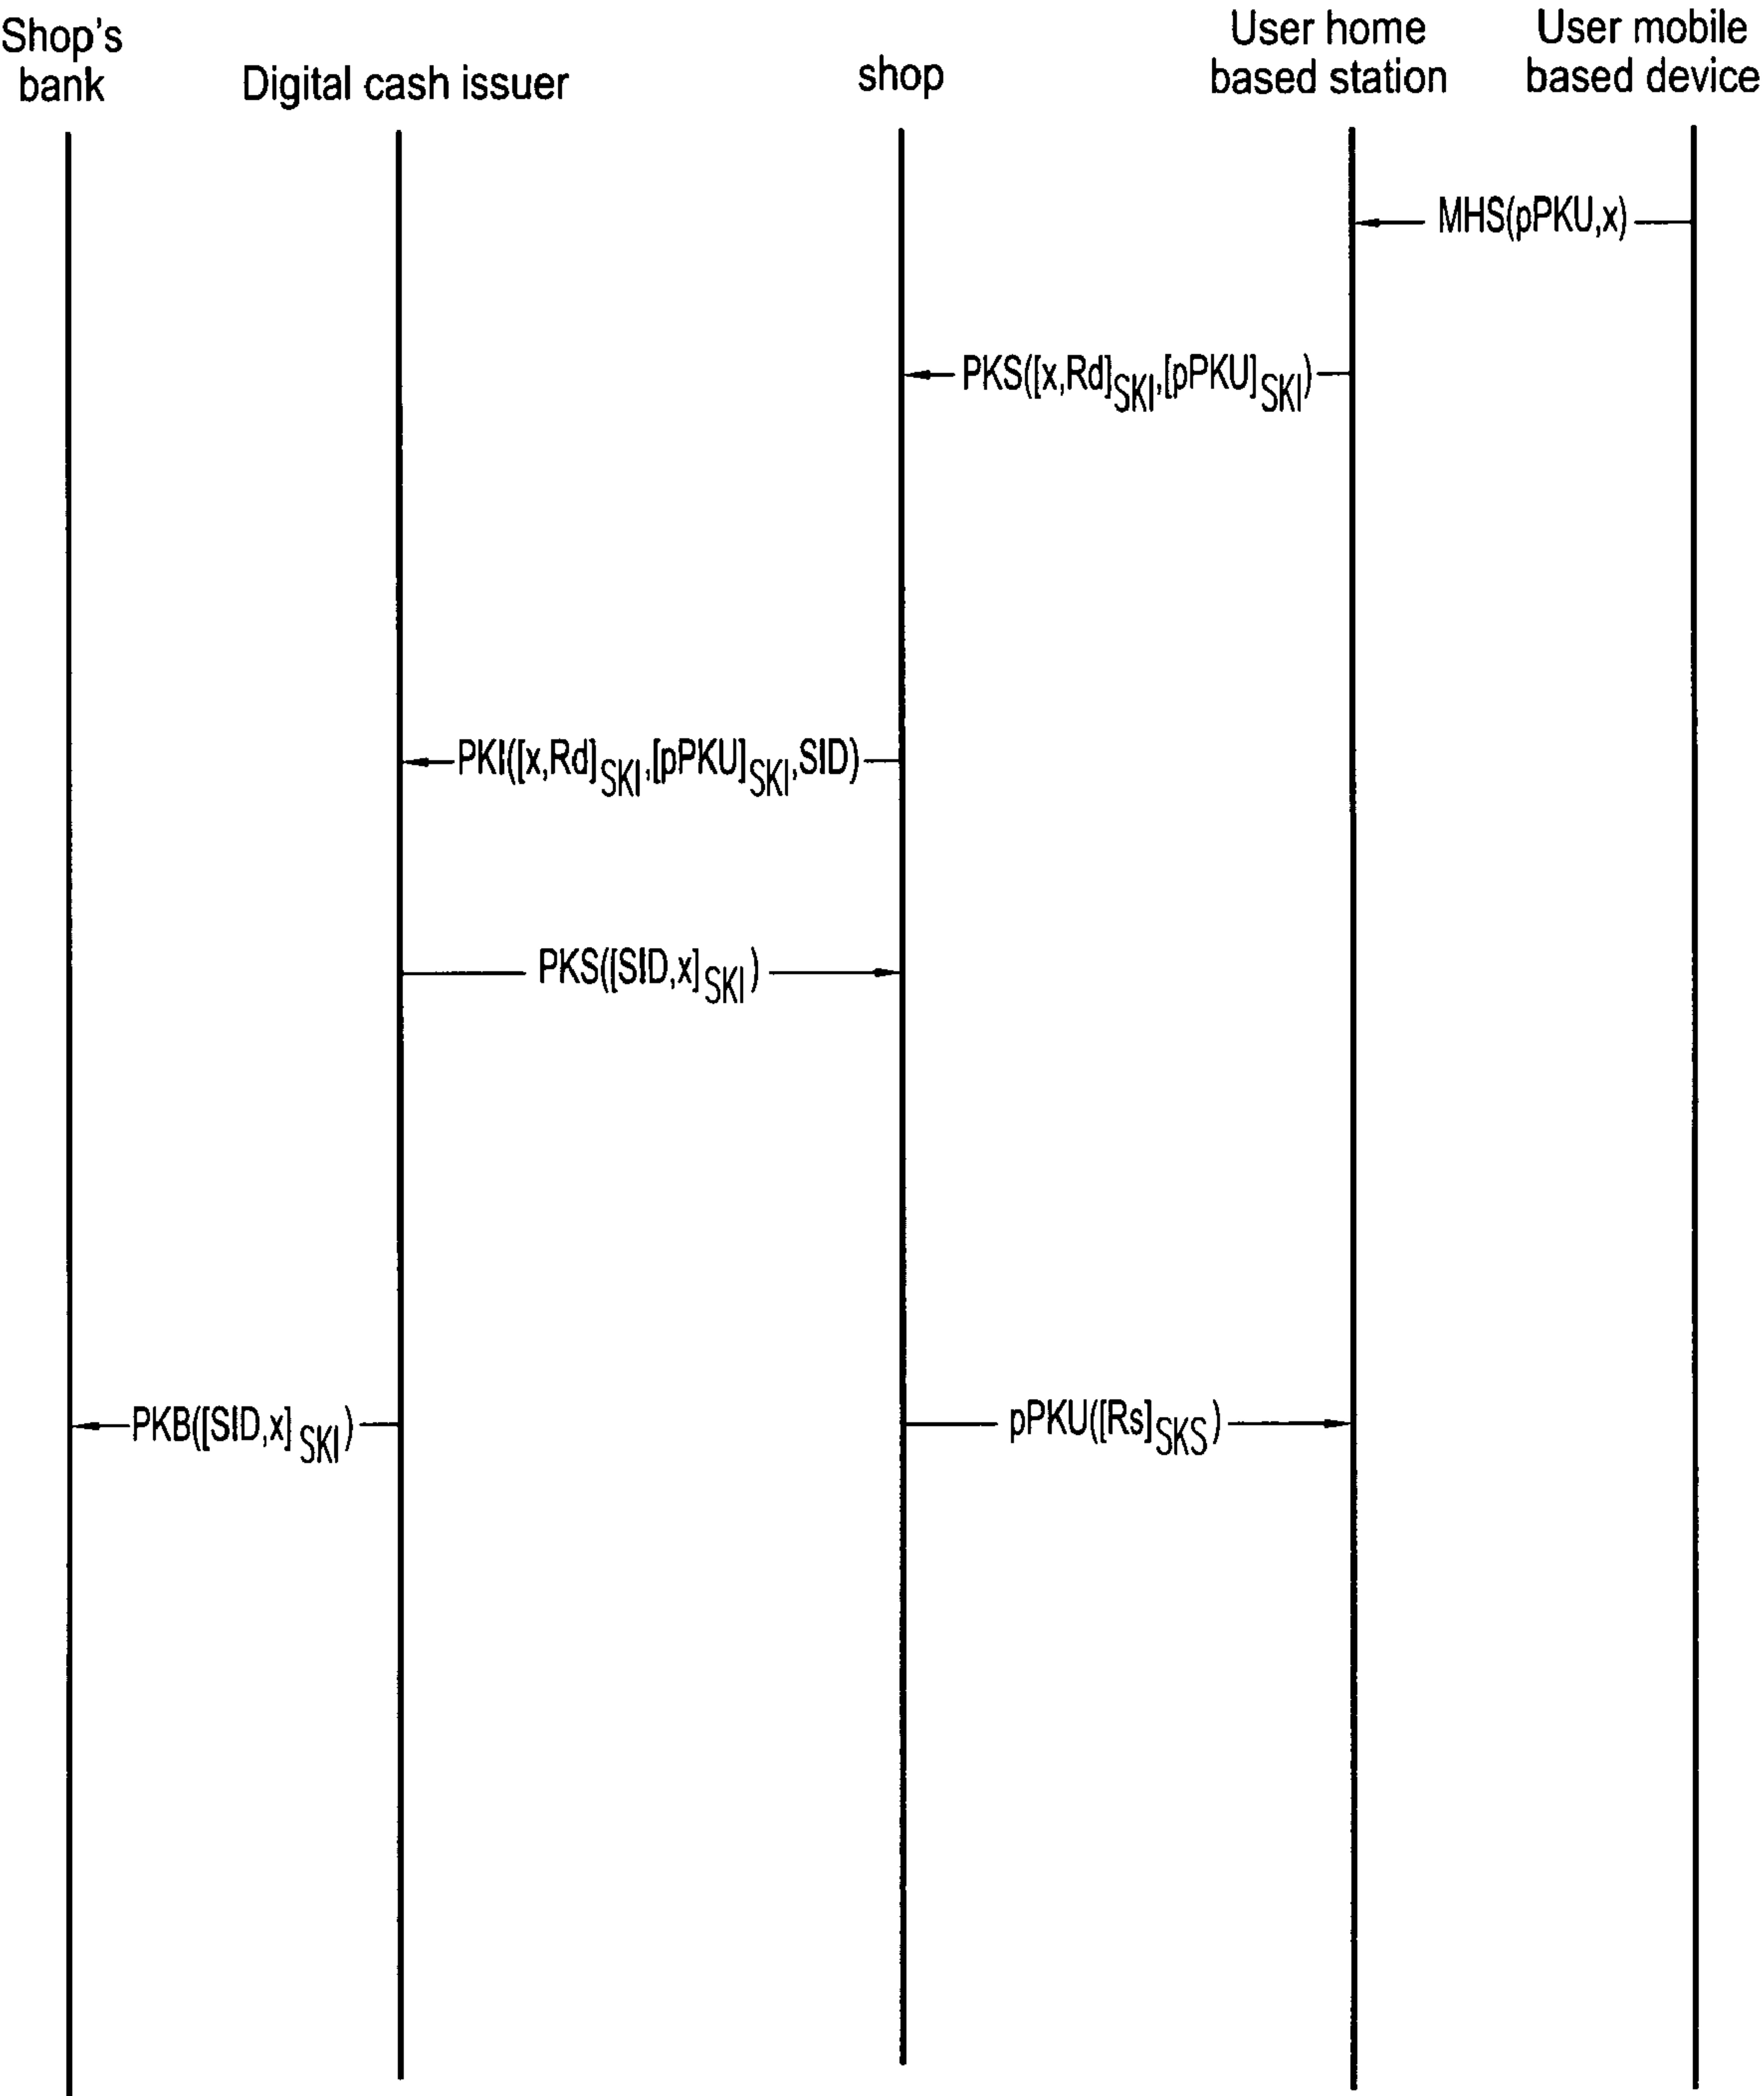 Shop's
bank
Digital cash issuer
shop
User home
based station
User mobile
based device
MHS(pPKU,x)
PKS([x,Rd]SKI,[pPKU]SKI)
PKI([x,Rd]SKI,[pPKU]SKI,SID)
PKS([SID,x]SKI)
PKB([SID,x]SKI)
pPKU([Rs]SKS)